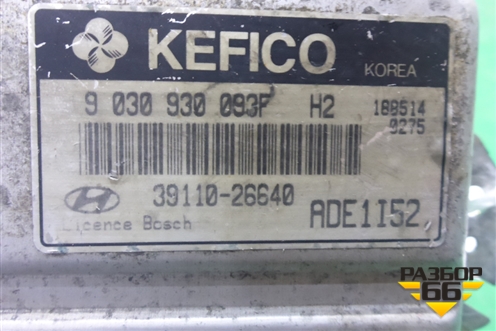 KEFICO
KOREA
9 030 930 093F H2 188514
9275
39110-26640
Licence Bosch
ADE1I52
РАЗБОР
66